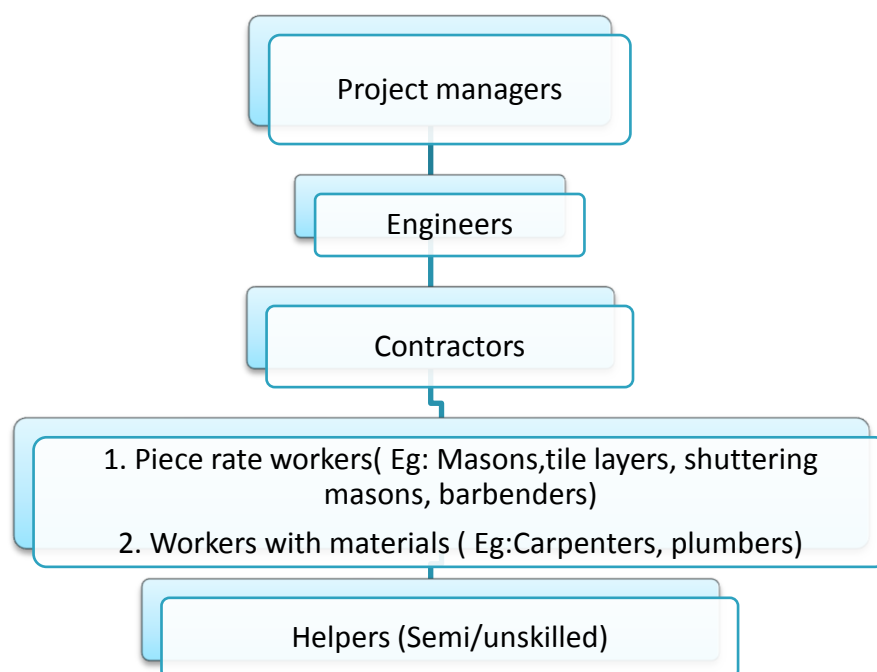 Project managers
Engineers
Contractors
1. Piece rate workers( Eg: Masons,tile layers, shuttering
masons, barbenders)
2. Workers with materials ( Eg:Carpenters, plumbers)
Helpers (Semi/unskilled)